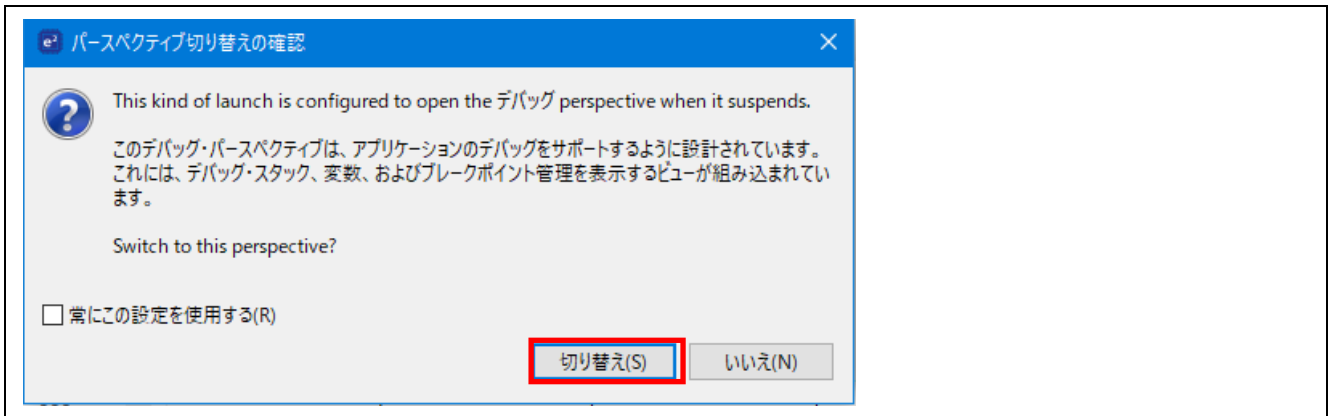 e² パースペクティブ切り替えの確認
This kind of launch is configured to open the デバッグ perspective when it suspends.
このデバッグ・パースペクティブは、アプリケーションのデバッグをサポートするように設計されています。
これには、デバッグ・スタック、変数、およびブレークポイント管理を表示するビューが組み込まれてい
ます。
Switch to this perspective?
常にこの設定を使用する(R)
切り替え(S) いいえ(N)